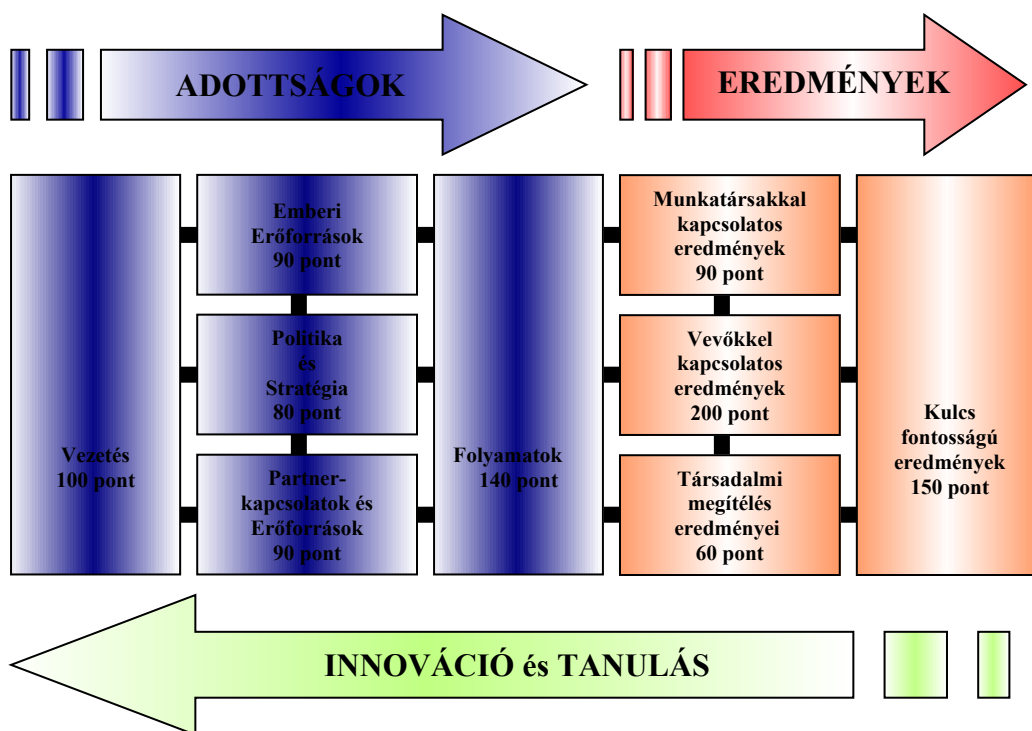 ADOTTSÁGOK
EREDMÉNYEK
Vezetés
100 pont
Emberi
Erőforrások
90 pont
Politika
és
Stratégia
80 pont
Partner-
kapcsolatok és
Erőforrások
90 pont
Folyamatok
140 pont
Munkatársakkal
kapcsolatos
eredmények
90 pont
Vevőkkel
kapcsolatos
eredmények
200 pont
Társadalmi
megítélés
eredményei
60 pont
Kulcs
fontosságú
eredmények
150 pont
INNOVÁCIÓ és TANULÁS